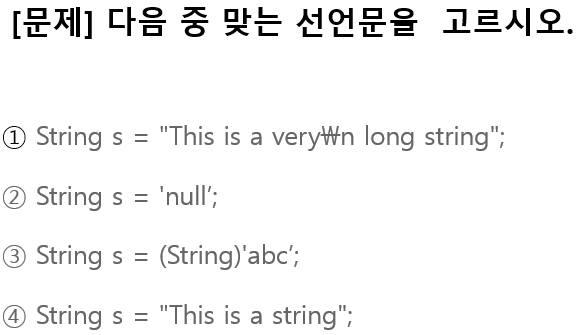 [문제] 다음 중 맞는 선언문을 고르시오.
① String s = "This is a very₩n long string";
② String s = 'null’;
③ String s = (String)'abc’;
④ String s = "This is a string";